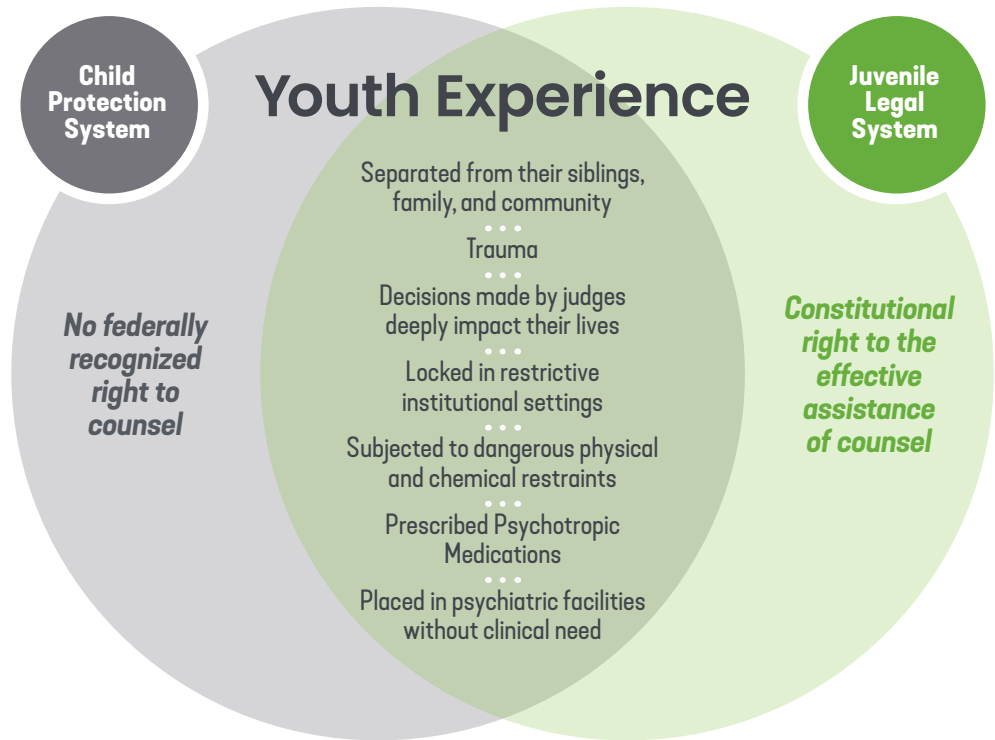 Child
Protection
System
Youth Experience
Juvenile
Legal
System
Separated from their siblings,
family, and community
Trauma
Decisions made by judges
deeply impact their lives
Locked in restrictive
institutional settings
Subjected to dangerous physical
and chemical restraints
Prescribed Psychotropic
Medications
Placed in psychiatric facilities
without clinical need
No federally
recognized
right to
counsel
Constitutional
right to the
effective
assistance
of counsel